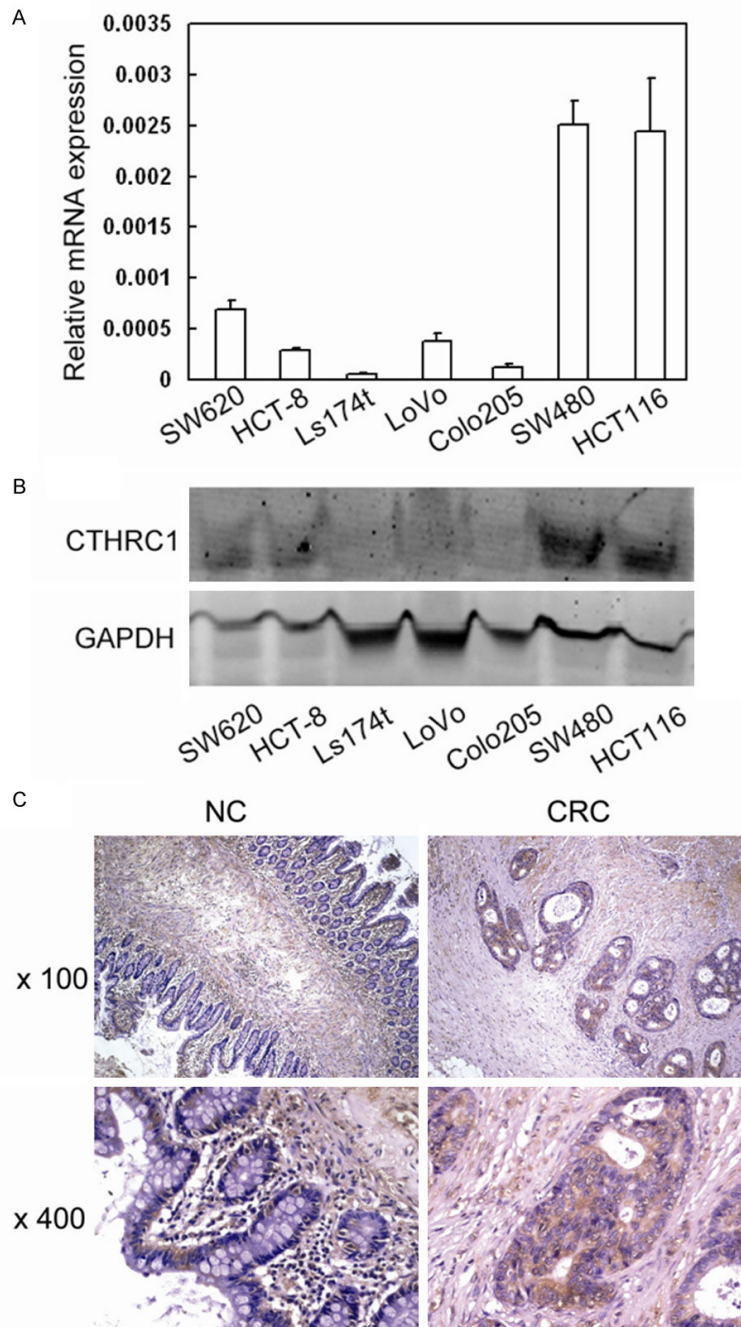 A
Relative mRNA expression
0.0035
0.003
0.0025
0.002
0.0015
0.001
0.0005
0
SW620 HCT-8 Ls174t LoVo Colo205 SW480 HCT116
B
CTHRC1
GAPDH
SW620 HCT-8 Ls174t LoVo Colo205 SW480 HCT116
C
NC CRC
x 100
x 400